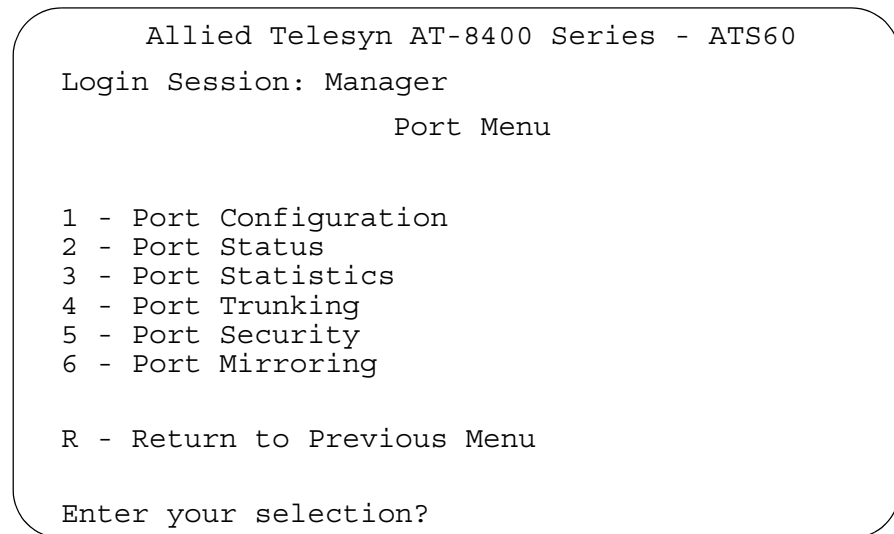 Allied Telesyn AT-8400 Series - ATS60
Login Session: Manager
Port Menu
1 - Port Configuration
2 - Port Status
3 - Port Statistics
4 - Port Trunking
5 - Port Security
6 - Port Mirroring
R - Return to Previous Menu
Enter your selection?